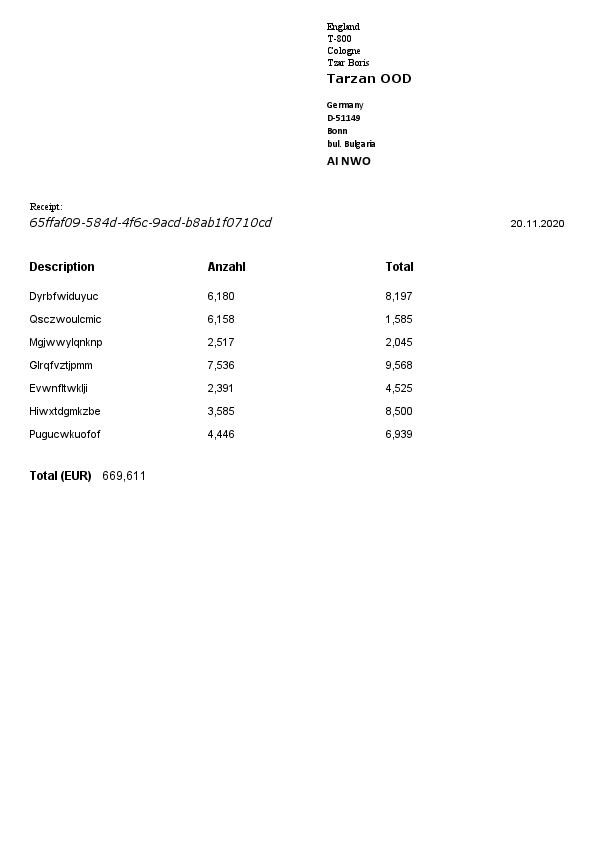 England
T-800
Cologne
Tzar Boris
Tarzan OOD
Germany
D-51149
Bonn
bul. Bulgaria
AI NWO
Receipt:
65ffaf09-584d-4f6c-9acd-b8ab1f0710cd 20.11.2020
Description Anzahl Total
Dyrbfwiduyuc 6,180 8,197
Qsczwoulcmic 6,158 1,585
Mgjwwylqnknp 2,517 2,045
Glrqfvztjpmm 7,536 9,568
Evwnfltwklji 2,391 4,525
Hiwxtdgmkzbe 3,585 8,500
Pugucwkuofof 4,446 6,939
Total (EUR) 669,611